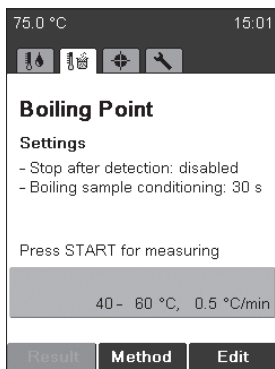 75.0 °C 15:01
Boiling Point
Settings
- Stop after detection: disabled
- Boiling sample conditioning: 30 s
Press START for measuring
40 - 60 °C, 0.5 °C/min
Result Method Edit